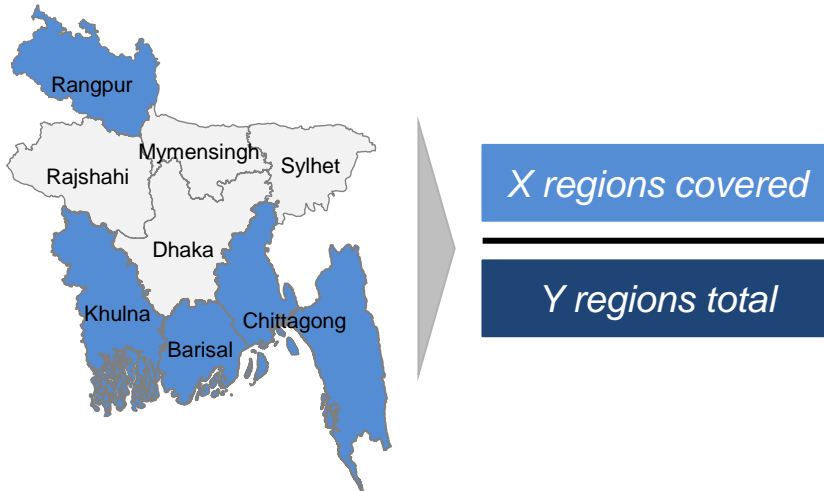 Rangpur
Mymensingh
Rajshahi
Sylhet
Dhaka
Khulna
Chittagong
Barisal
X regions covered
Y regions total